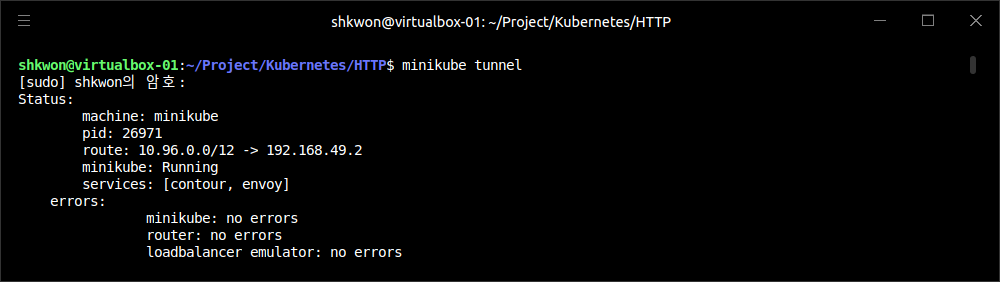 shkwon@virtualbox-01: ~/Project/Kubernetes/HTTP
shkwon@virtualbox-01:~/Project/Kubernetes/HTTP$ minikube tunnel
[sudo] shkwon의 암호:
Status:
machine: minikube
pid: 26971
route: 10.96.0.0/12 -> 192.168.49.2
minikube: Running
services: [contour, envoy]
errors:
minikube: no errors
router: no errors
loadbalancer emulator: no errors